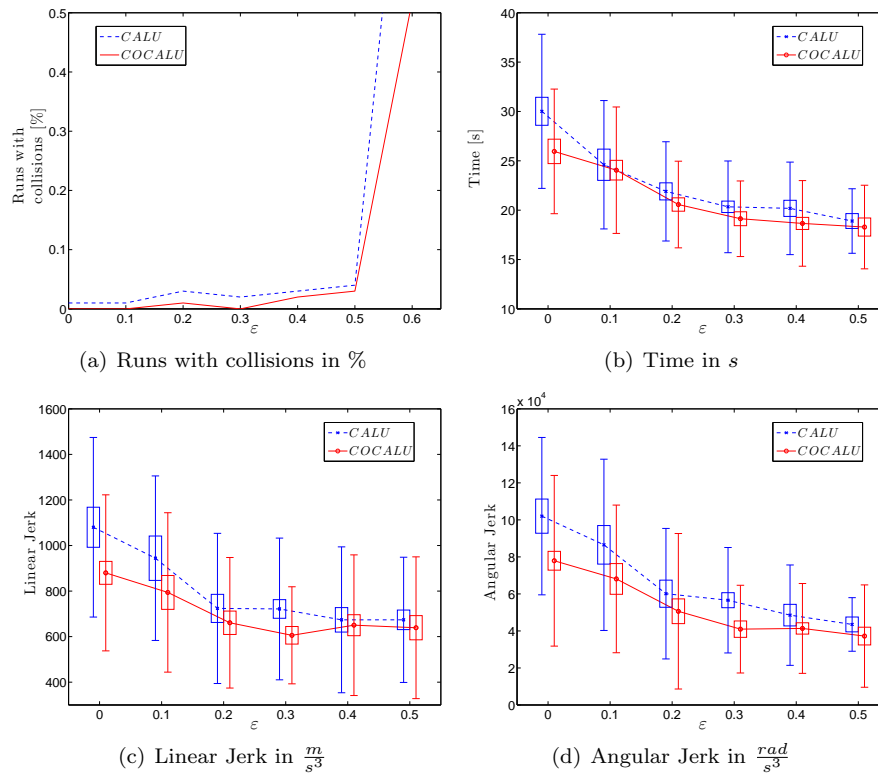 CALU
COCALU
Runs with
collisions [%]
0.5
0.4
0.3
0.2
0.1
0
0 0.1 0.2 0.3 0.4 0.5 0.6
ε
(a) Runs with collisions in %
CALU
COCALU
Time [s]
40
35
30
25
20
15
10
0 0.1 0.2 0.3 0.4 0.5
ε
(b) Time in s
CALU
COCALU
Linear Jerk
1600
1400
1200
1000
800
600
400
0 0.1 0.2 0.3 0.4 0.5
ε
(c) Linear Jerk in m/s³
CALU
COCALU
Angular Jerk
x 10⁴
16
14
12
10
8
6
4
2
0
0 0.1 0.2 0.3 0.4 0.5
ε
(d) Angular Jerk in rad/s³